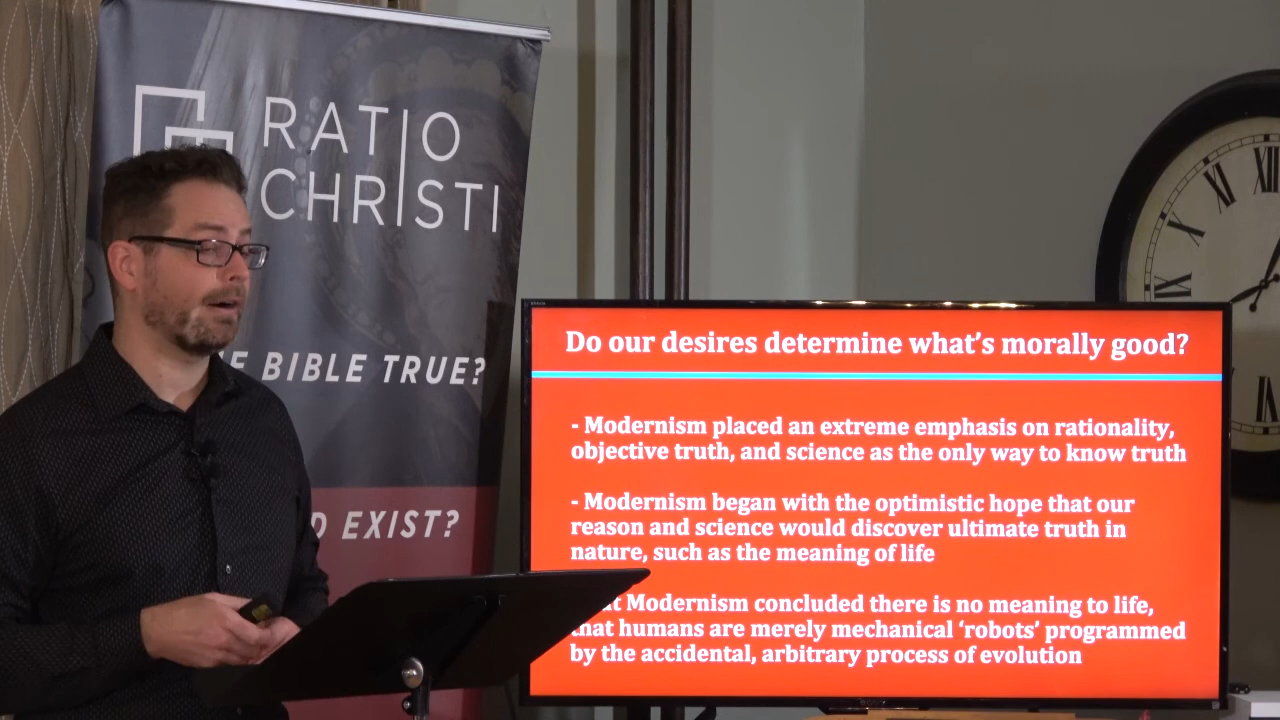 RATIO
CHRISTI
BIBLE TRUE?
EXIST?
Do our desires determine what's morally good?
- Modernism placed an extreme emphasis on rationality,
objective truth, and science as the only way to know truth
- Modernism began with the optimistic hope that our
reason and science would discover ultimate truth in
nature, such as the meaning of life
Modernism concluded there is no meaning to life,
that humans are merely mechanical ‘robots’ programmed
by the accidental, arbitrary process of evolution
XII
XI
X
IX